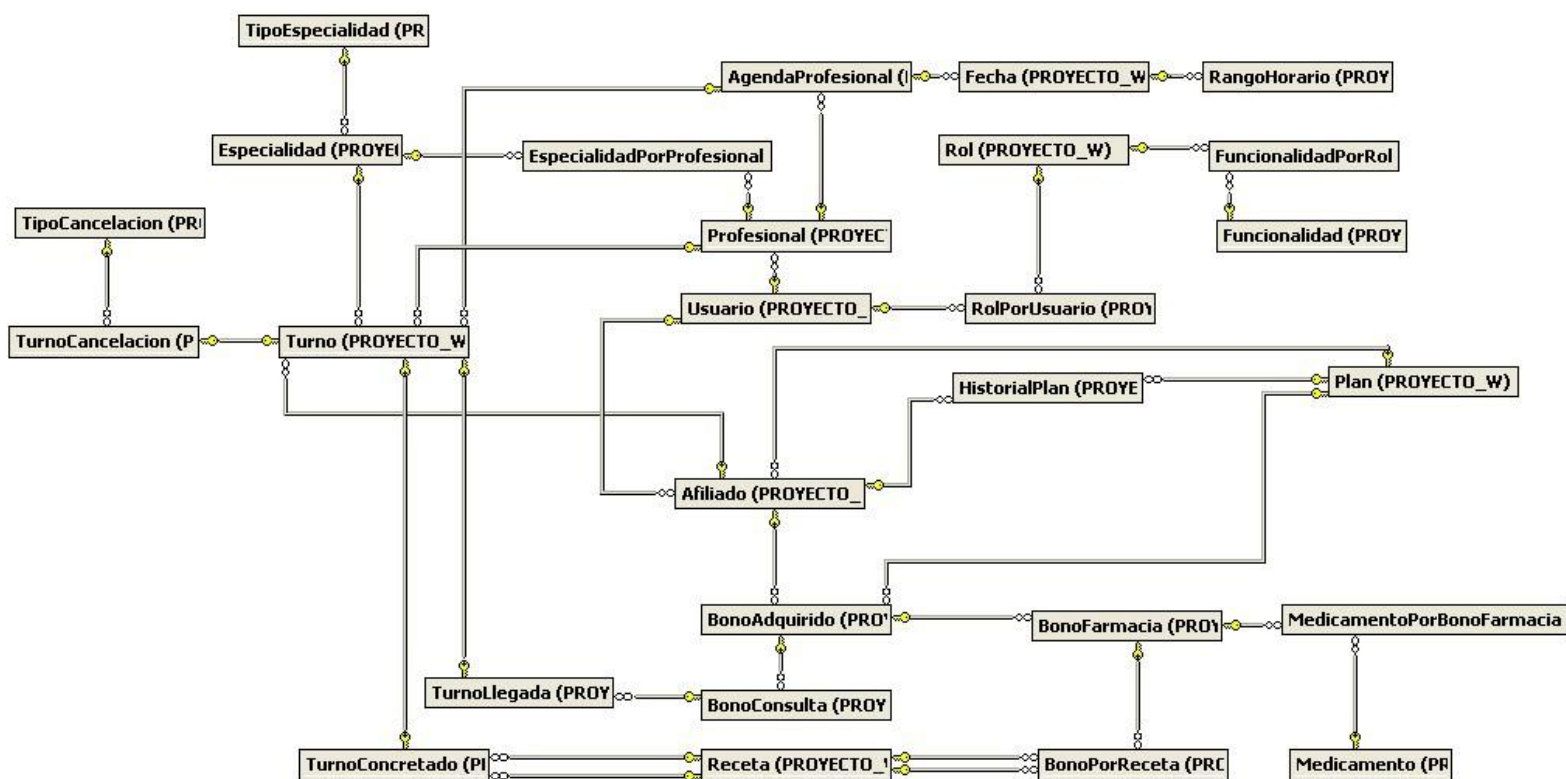 TipoEspecialidad (PR
AgendaProfesional (
Fecha (PROYECTO_W
RangoHorario (PROY
Especialidad (PROYE
EspecialidadPorProfesional
Rol (PROYECTO_W)
FuncionalidadPorRol
TipoCancelacion (PR
Profesional (PROYEC
Funcionalidad (PROY
Usuario (PROYECTO_
RolPorUsuario (PROY
TurnoCancelacion (P
Turno (PROYECTO_W
HistorialPlan (PROYE
Plan (PROYECTO_W)
Afiliado (PROYECTO_
BonoAdquirido (PROY
BonoFarmacia (PROY
MedicamentoPorBonoFarmacia
TurnoLlegada (PROY
BonoConsulta (PROY
TurnoConcretado (P
Receta (PROYECTO_
BonoPorReceta (PRO
Medicamento (PR